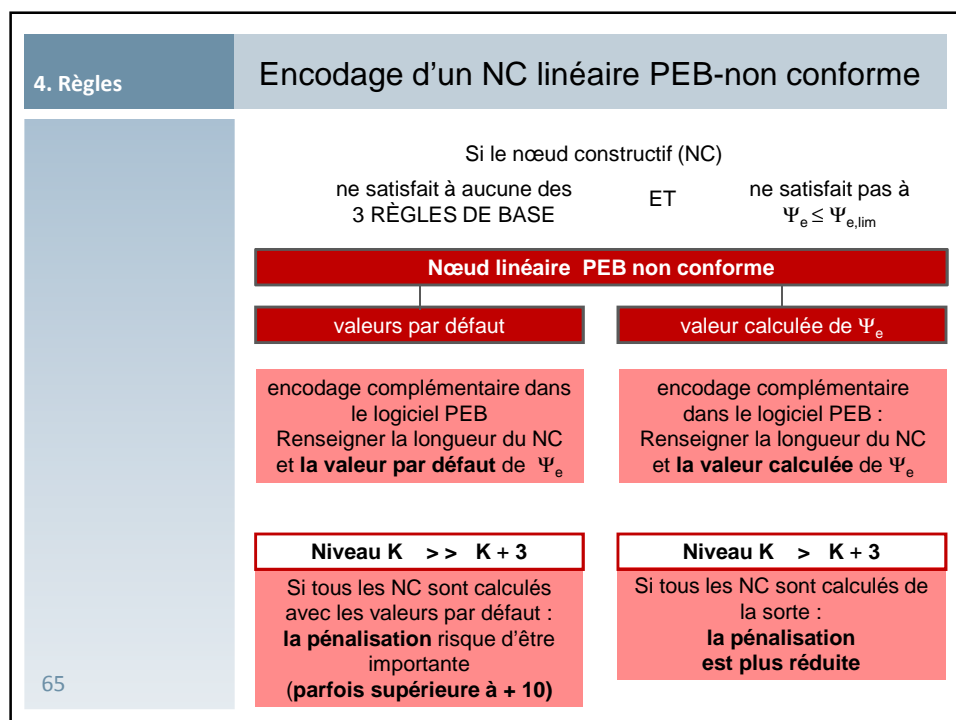 4. Règles
Encodage d'un NC linéaire PEB-non conforme
Si le nœud constructif (NC)
ne satisfait à aucune des
3 RÈGLES DE BASE
ET
ne satisfait pas à
Ψe ≤ Ψe,lim
Nœud linéaire PEB non conforme
valeurs par défaut
encodage complémentaire dans
le logiciel PEB
Renseigner la longueur du NC
et la valeur par défaut de Ψe
Niveau K >> K + 3
Si tous les NC sont calculés
avec les valeurs par défaut :
la pénalisation risque d'être
importante
(parfois supérieure à + 10)
valeur calculée de Ψe
encodage complémentaire
dans le logiciel PEB :
Renseigner la longueur du NC
et la valeur calculée de Ψe
Niveau K > K + 3
Si tous les NC sont calculés de
la sorte :
la pénalisation
est plus réduite
65